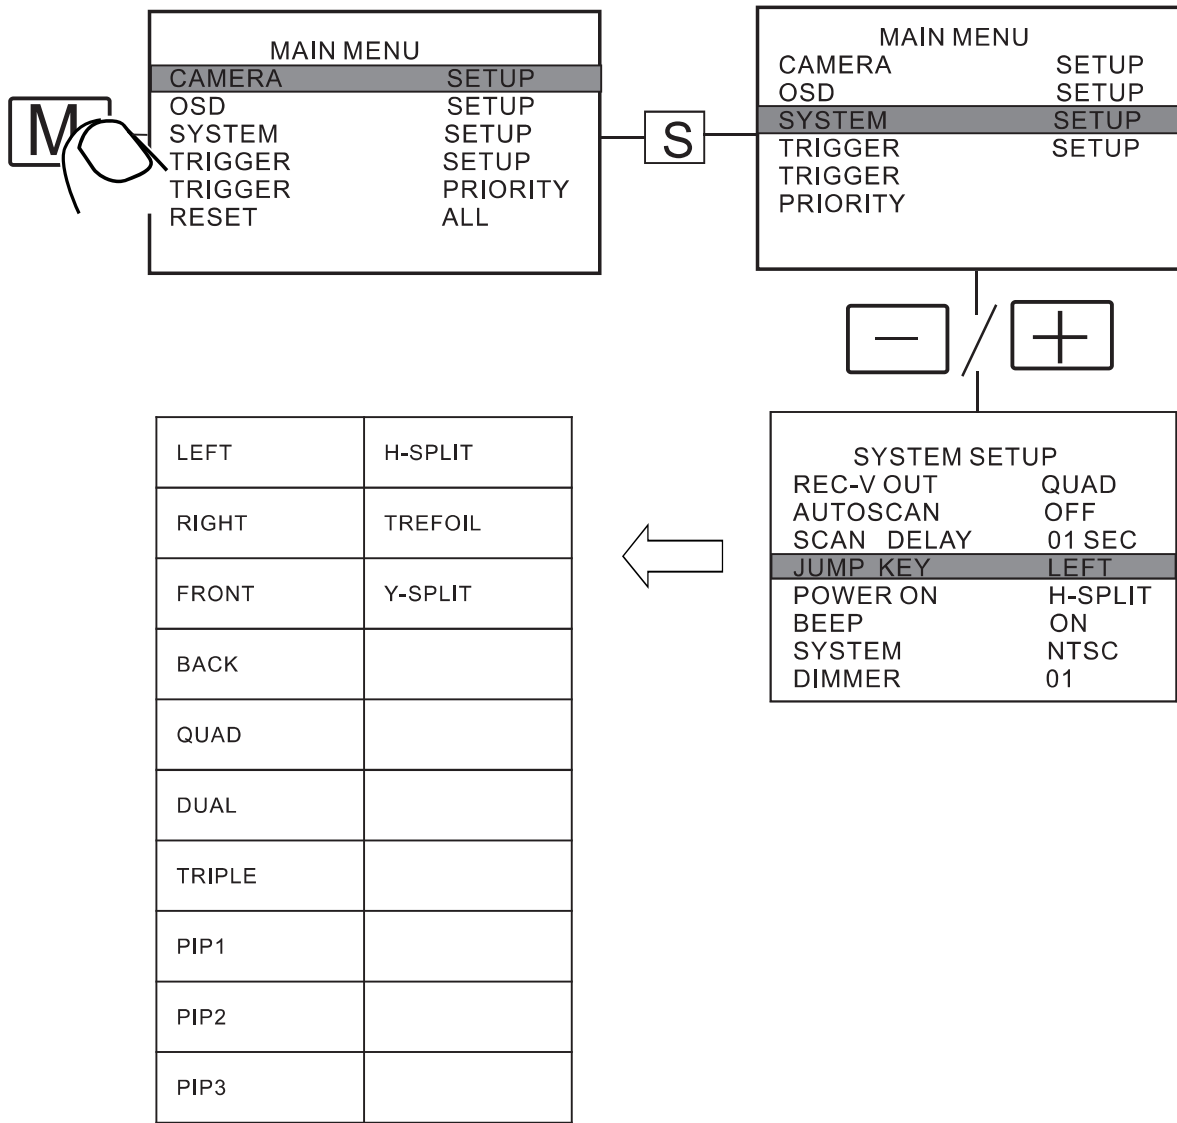 M
MAIN MENU
CAMERA SETUP
OSD SETUP
SYSTEM SETUP
TRIGGER SETUP
TRIGGER PRIORITY
RESET ALL
S
MAIN MENU
CAMERA SETUP
OSD SETUP
SYSTEM SETUP
TRIGGER SETUP
TRIGGER
PRIORITY
− / +
SYSTEM SETUP
REC-V OUT QUAD
AUTOSCAN OFF
SCAN DELAY 01 SEC
JUMP KEY LEFT
POWER ON H-SPLIT
BEEP ON
SYSTEM NTSC
DIMMER 01
LEFT H-SPLIT
RIGHT TREFOIL
FRONT Y-SPLIT
BACK
QUAD
DUAL
TRIPLE
PIP1
PIP2
PIP3